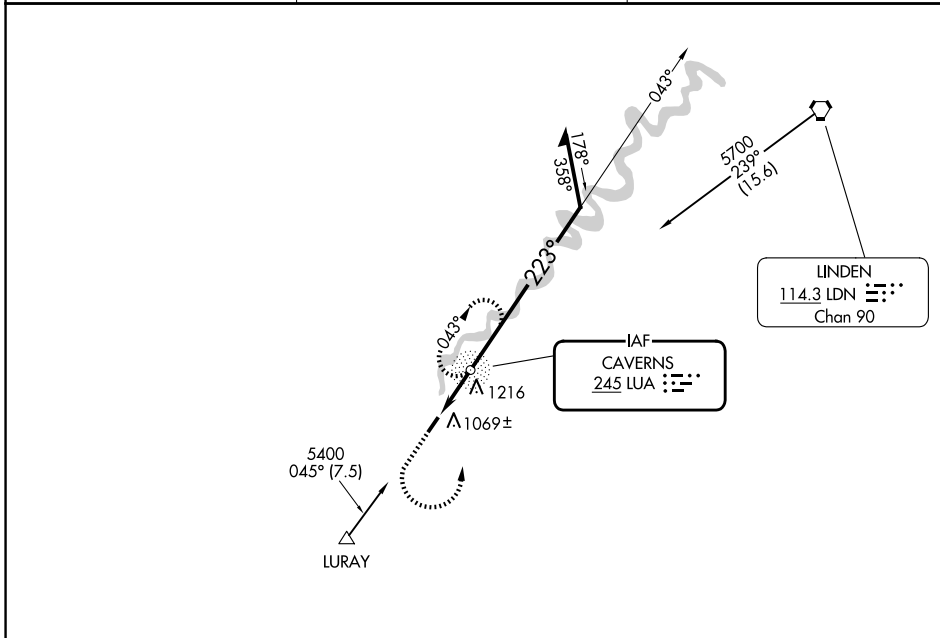 043°
178°
358°
5700
239°
(15.6)
223°
LINDEN
114.3 LDN
Chan 90
043°
IAF
CAVERNS
245 LUA
1216
1069±
5400
045° (7.5)
LURAY